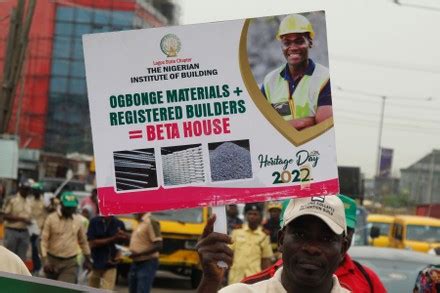 Lagos State Chapter
THE NIGERIAN
INSTITUTE OF BUILDING
OGBONGE MATERIALS +
REGISTERED BUILDERS
= BETA HOUSE
Heritage Day
2022